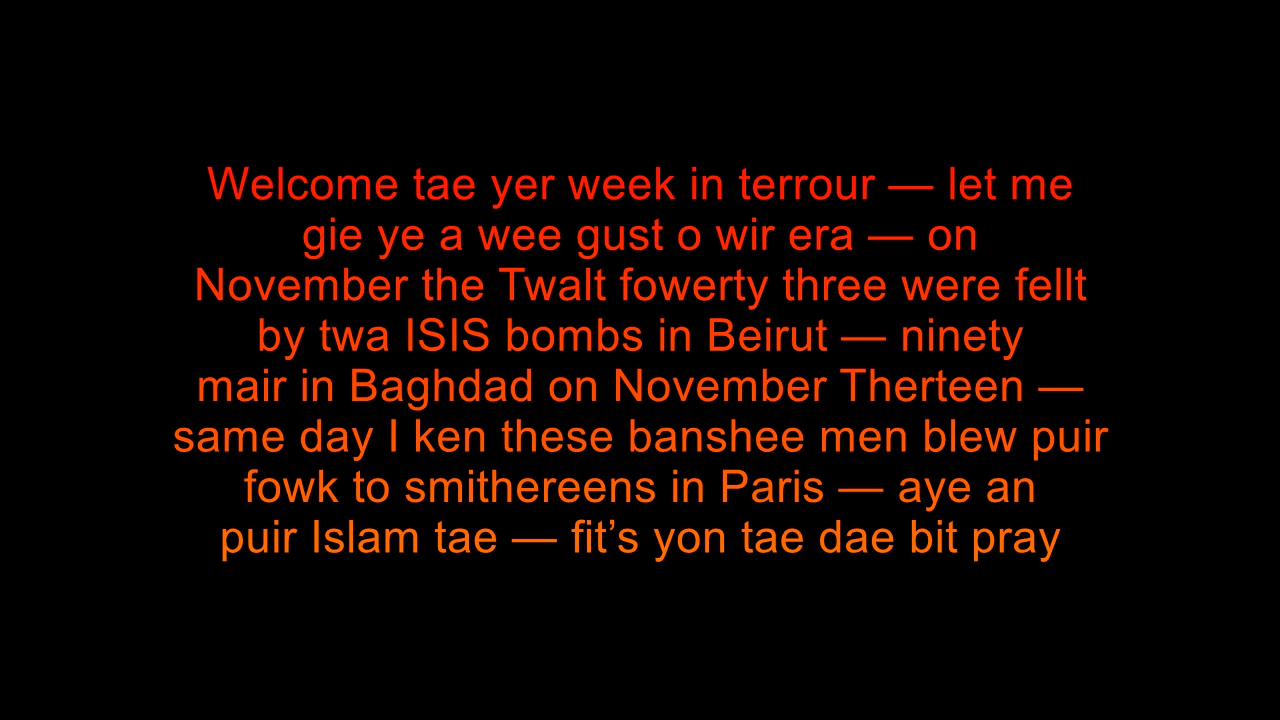 Welcome tae yer week in terrour — let me
gie ye a wee gust o wir era — on
November the Twalt fowerty three were fellt
by twa ISIS bombs in Beirut — ninety
mair in Baghdad on November Therteen —
same day I ken these banshee men blew puir
fowk to smithereens in Paris — aye an
puir Islam tae — fit’s yon tae dae bit pray